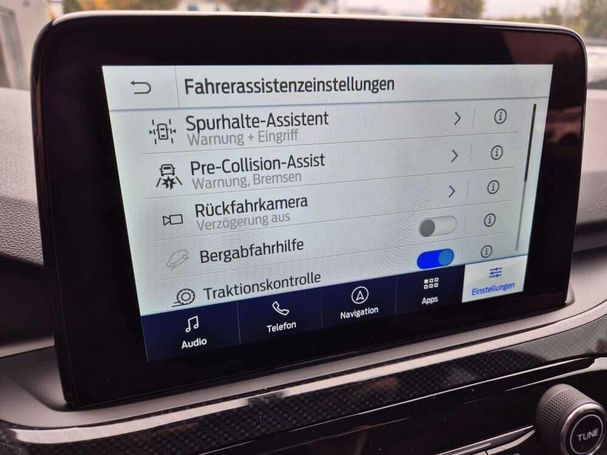 Fahrerassistenzeinstellungen
Spurhalte-Assistent
Warnung + Eingriff
Pre-Collision-Assist
Warnung, Bremsen
Rückfahrkamera
Verzögerung aus
Bergabfahrhilfe
Traktionskontrolle
Audio
Telefon
Navigation
Apps
Einstellungen
TUNE